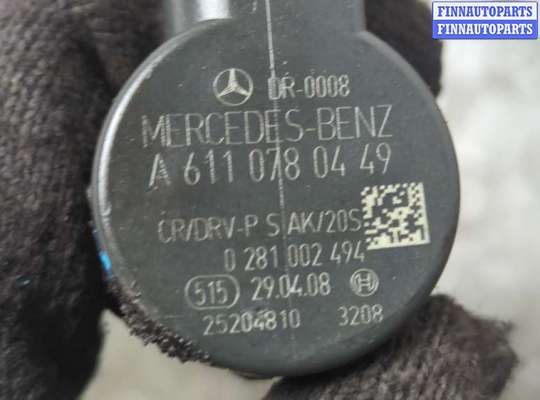 FINNAUTOPARTS
FINNAUTOPARTS
DR-0008
MERCEDES-BENZ
A 611 078 04 49
CR/DRV-P S AK/20S
0 281 002 494
515 29.04.08
25204810 3208